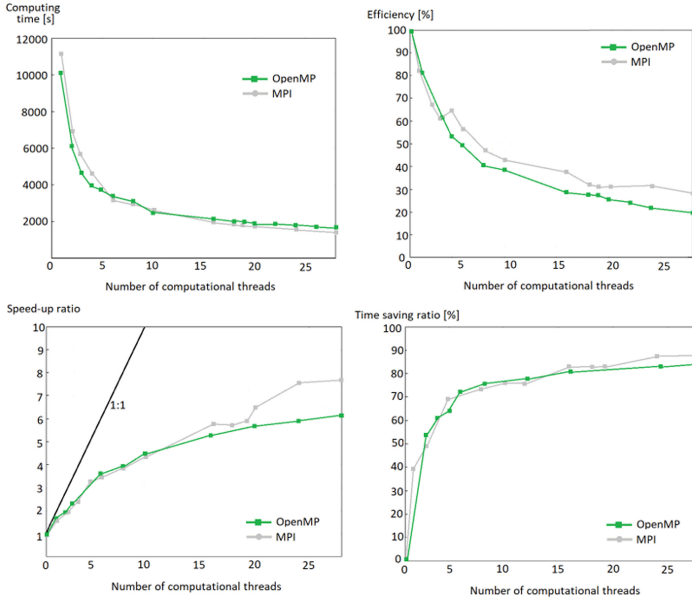 Computing
time [s]
12000
10000
8000
6000
4000
2000
0 5 10 15 20 25
Number of computational threads
OpenMP
MPI
Efficiency [%]
100
90
80
70
60
50
40
30
20
10
0
0 5 10 15 20 25
Number of computational threads
OpenMP
MPI
Speed-up ratio
10
9
8
7
6
5
4
3
2
1
0 5 10 15 20 25
Number of computational threads
1:1
OpenMP
MPI
Time saving ratio [%]
100
90
80
70
60
50
40
30
20
10
0
0 5 10 15 20 25
Number of computational threads
OpenMP
MPI